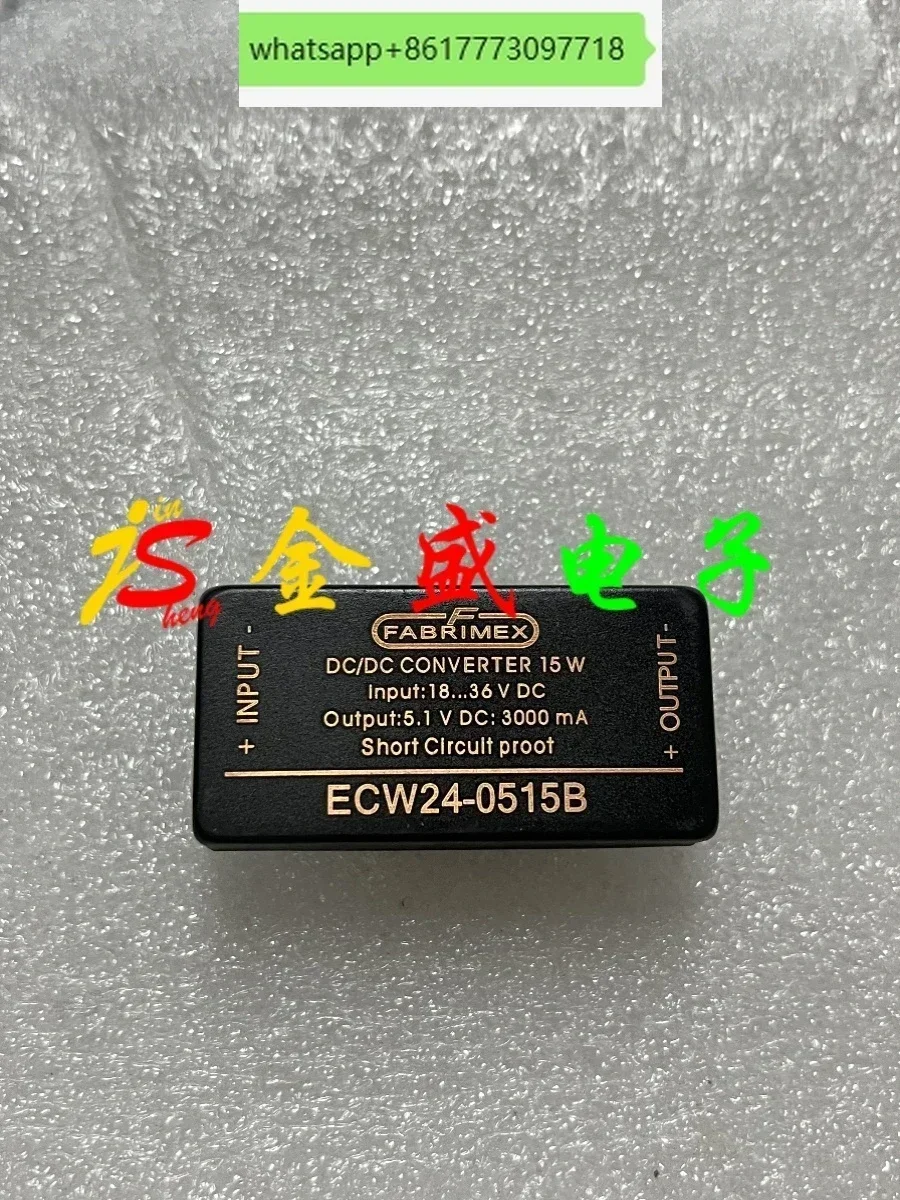 whatsapp+8617773097718
jin
Sheng
金盛电子
F
FABRIMEX
DC/DC CONVERTER 15 W
Input:18...36 V DC
Output:5.1 V DC: 3000 mA
Short Circuit proot
+ INPUT -
+ OUTPUT-
ECW24-0515B